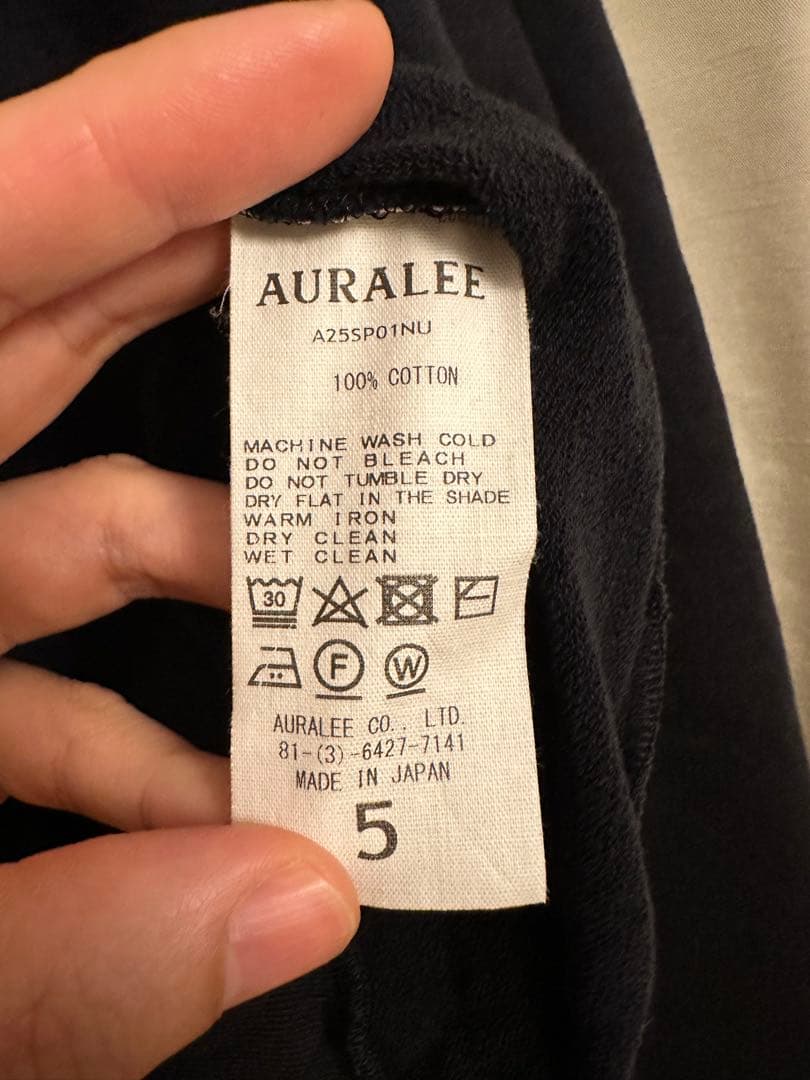 AURALEE
A25SP01NU
100% COTTON
MACHINE WASH COLD
DO NOT BLEACH
DO NOT TUMBLE DRY
DRY FLAT IN THE SHADE
WARM IRON
DRY CLEAN
WET CLEAN
30
F W
AURALEE CO., LTD.
81-(3)-6427-7141
MADE IN JAPAN
5